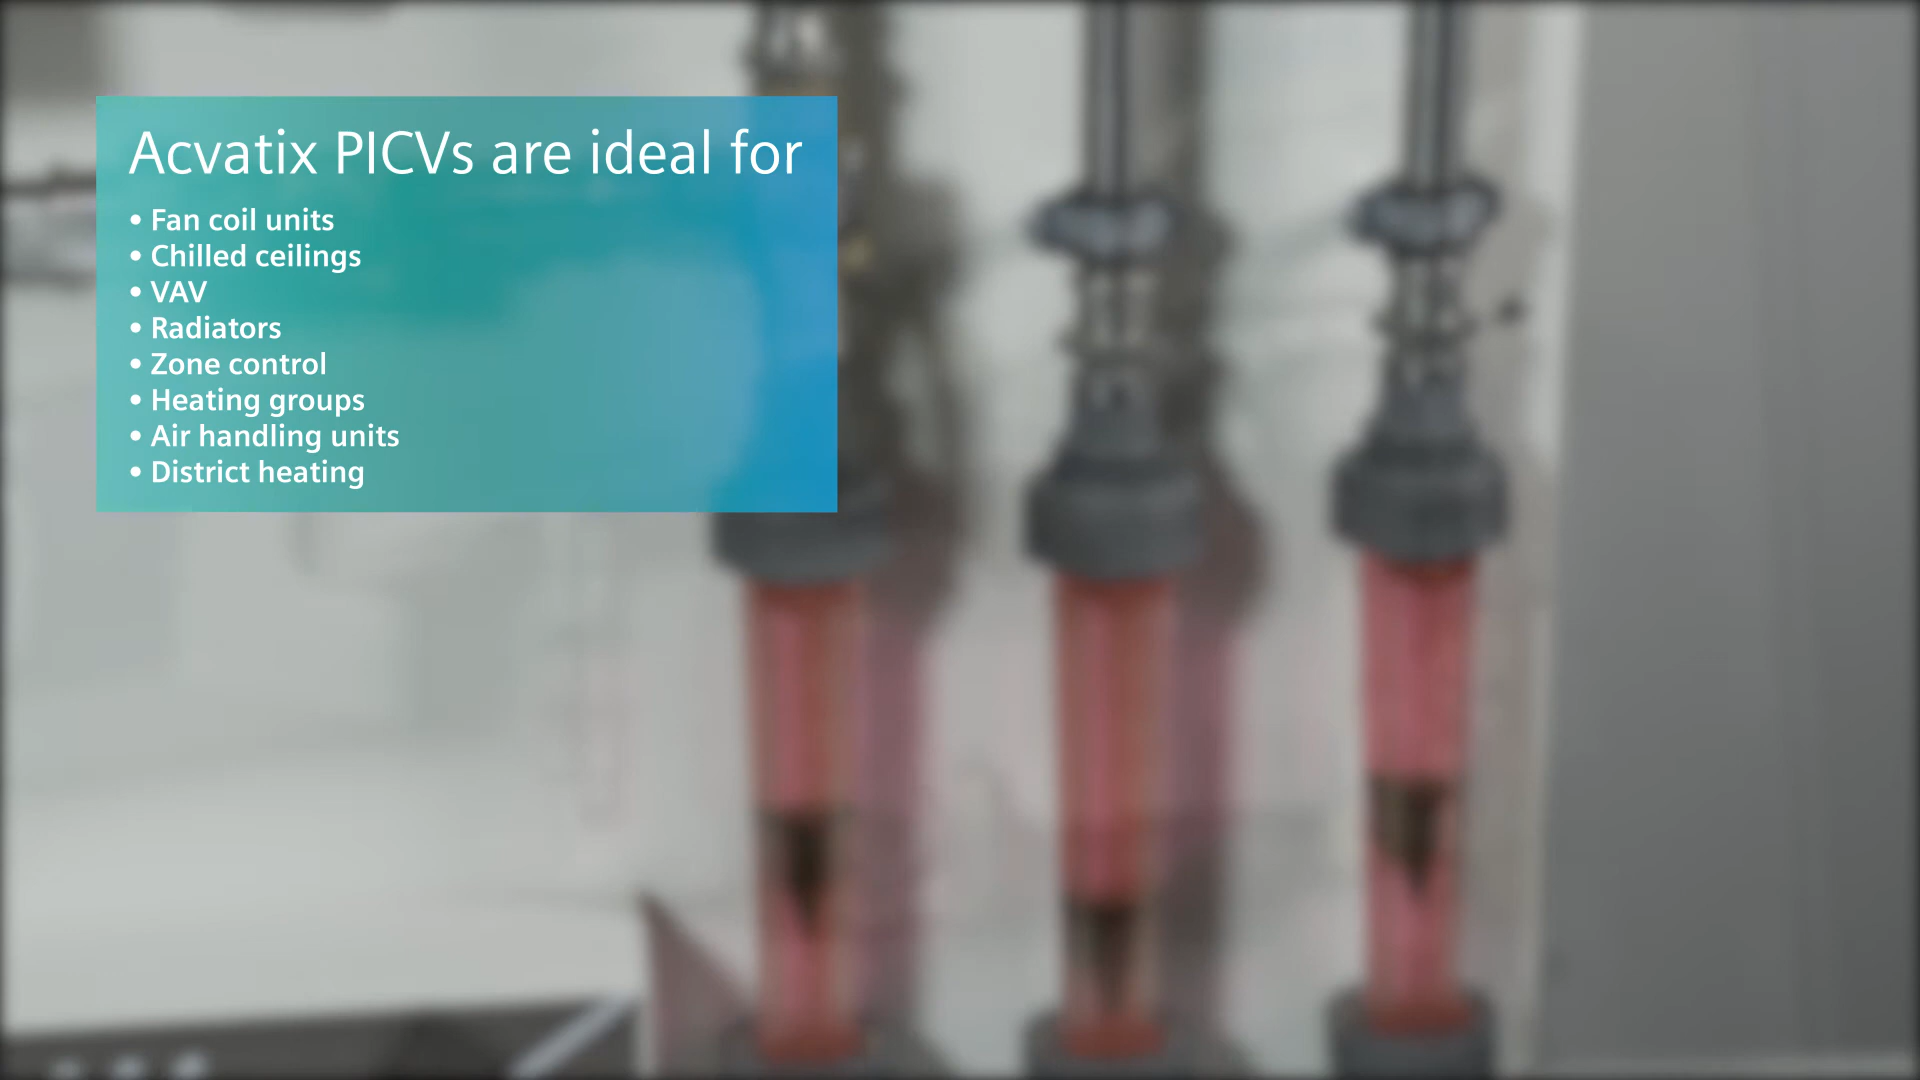 Acvatix PICVs are ideal for
• Fan coil units
• Chilled ceilings
• VAV
• Radiators
• Zone control
• Heating groups
• Air handling units
• District heating